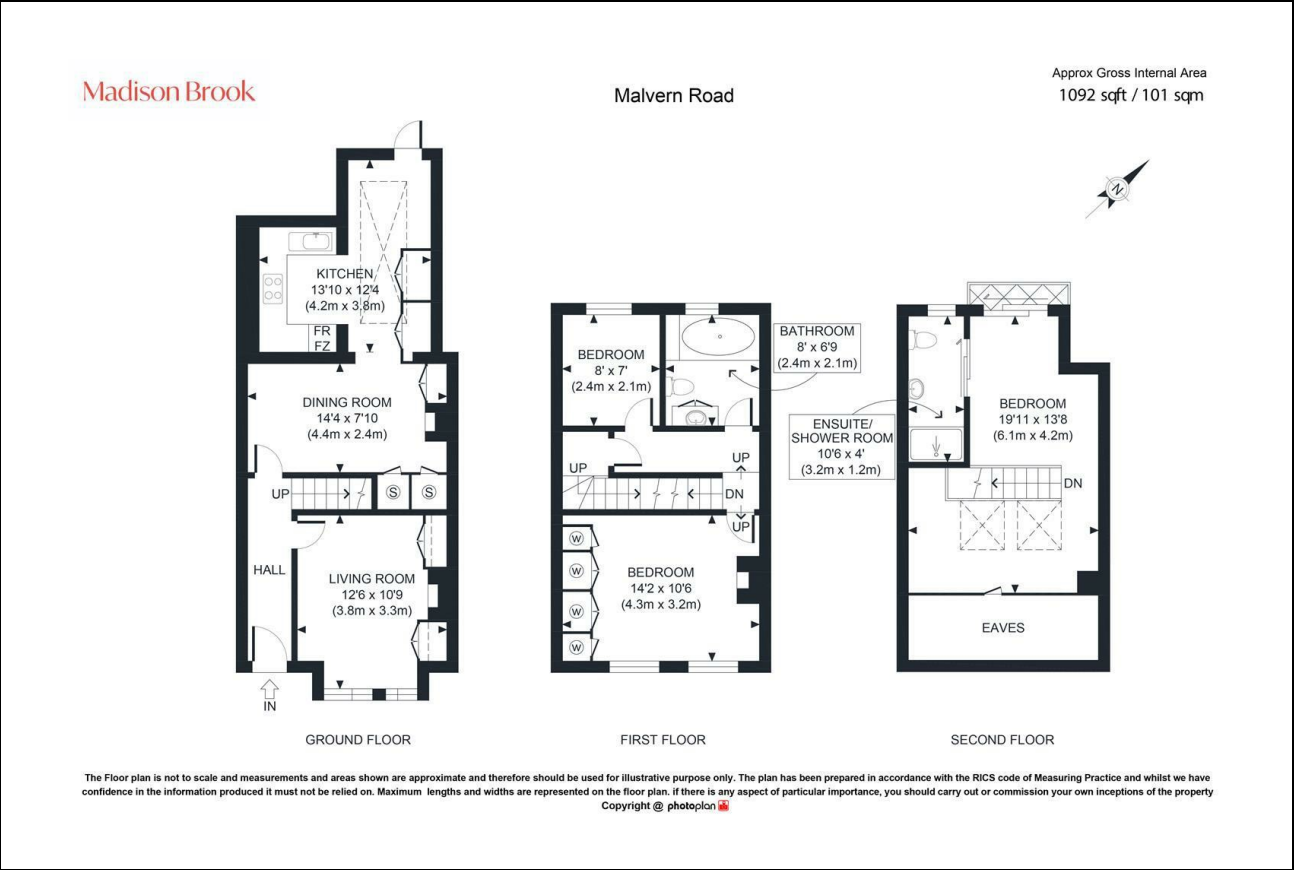 Madison Brook
Malvern Road
Approx Gross Internal Area
1092 sqft / 101 sqm
N
KITCHEN
13'10 x 12'4
(4.2m x 3.8m)
FR
FZ
DINING ROOM
14'4 x 7'10
(4.4m x 2.4m)
UP
S
S
HALL
LIVING ROOM
12'6 x 10'9
(3.8m x 3.3m)
IN
GROUND FLOOR
BEDROOM
8' x 7'
(2.4m x 2.1m)
BATHROOM
8' x 6'9
(2.4m x 2.1m)
UP
UP
DN
UP
W
W
W
W
BEDROOM
14'2 x 10'6
(4.3m x 3.2m)
FIRST FLOOR
ENSUITE/
SHOWER ROOM
10'6 x 4'
(3.2m x 1.2m)
BEDROOM
19'11 x 13'8
(6.1m x 4.2m)
DN
EAVES
SECOND FLOOR
The Floor plan is not to scale and measurements and areas shown are approximate and therefore should be used for illustrative purpose only. The plan has been prepared in accordance with the RICS code of Measuring Practice and whilst we have
confidence in the information produced it must not be relied on. Maximum lengths and widths are represented on the floor plan. if there is any aspect of particular importance, you should carry out or commission your own inceptions of the property
Copyright @ photoplan